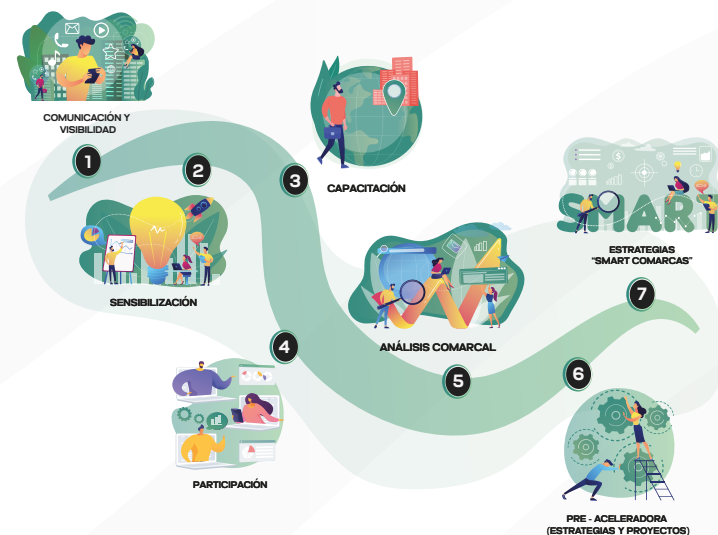 COMUNICACIÓN Y
VISIBILIDAD
1
2
SENSIBILIZACIÓN
3
CAPACITACIÓN
4
PARTICIPACIÓN
ANÁLISIS COMARCAL
5
6
PRE - ACELERADORA
(ESTRATEGIAS Y PROYECTOS)
SMART
ESTRATEGIAS
"SMART COMARCAS"
7